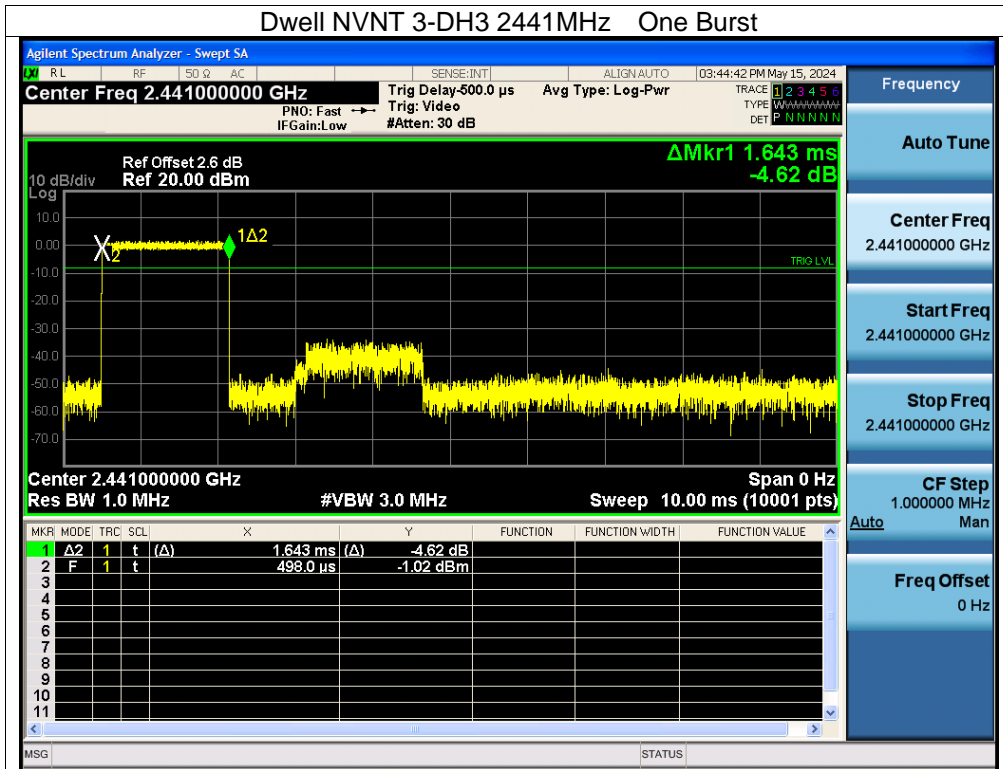 Dwell NVNT 3-DH3 2441MHz One Burst
Agilent Spectrum Analyzer - Swept SA
LXI RL RF 50 Ω AC SENSE:INT ALIGN AUTO 03:44:42 PM May 15, 2024
Center Freq 2.441000000 GHz Trig Delay-500.0 µs Avg Type: Log-Pwr TRACE 1 2 3 4 5 6
PNO: Fast Trig: Video TYPE WWWWWW
IFGain:Low #Atten: 30 dB DET P N N N N N
ΔMkr1 1.643 ms
-4.62 dB
Ref Offset 2.6 dB
10 dB/div Ref 20.00 dBm
Log
10.0
0.00
-10.0
-20.0
-30.0
-40.0
-50.0
-60.0
-70.0
2
1Δ2
TRIG LVL
Center 2.441000000 GHz Span 0 Hz
Res BW 1.0 MHz #VBW 3.0 MHz Sweep 10.00 ms (10001 pts)
MKR MODE TRC SCL X Y FUNCTION FUNCTION WIDTH FUNCTION VALUE
1 Δ2 1 t (Δ) 1.643 ms (Δ) -4.62 dB
2 F 1 t 498.0 µs -1.02 dBm
3
4
5
6
7
8
9
10
11
MSG STATUS
Frequency
Auto Tune
Center Freq
2.441000000 GHz
Start Freq
2.441000000 GHz
Stop Freq
2.441000000 GHz
CF Step
1.000000 MHz
Auto Man
Freq Offset
0 Hz